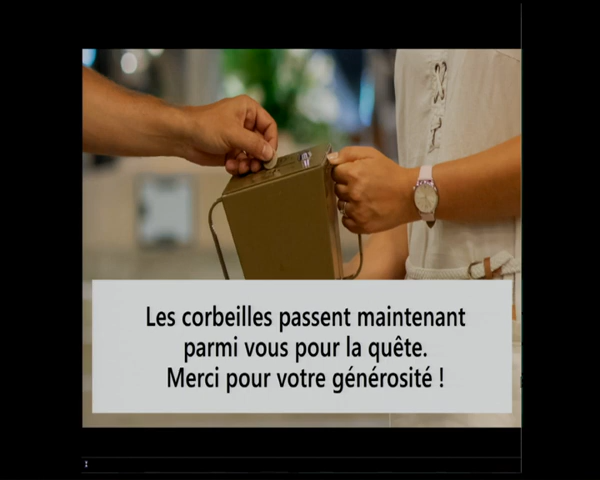 Les corbeilles passent maintenant
parmi vous pour la quête.
Merci pour votre générosité !